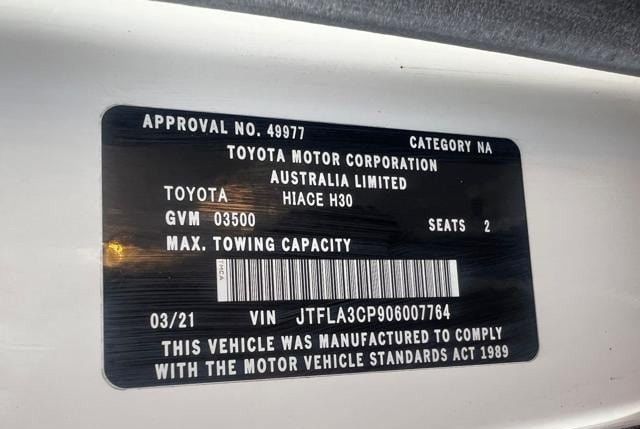 APPROVAL NO. 49977 CATEGORY NA
TOYOTA MOTOR CORPORATION
AUSTRALIA LIMITED
TOYOTA HIACE H30
GVM 03500 SEATS 2
MAX. TOWING CAPACITY
TMCA
03/21 VIN JTFLA3CP906007764
THIS VEHICLE WAS MANUFACTURED TO COMPLY
WITH THE MOTOR VEHICLE STANDARDS ACT 1989